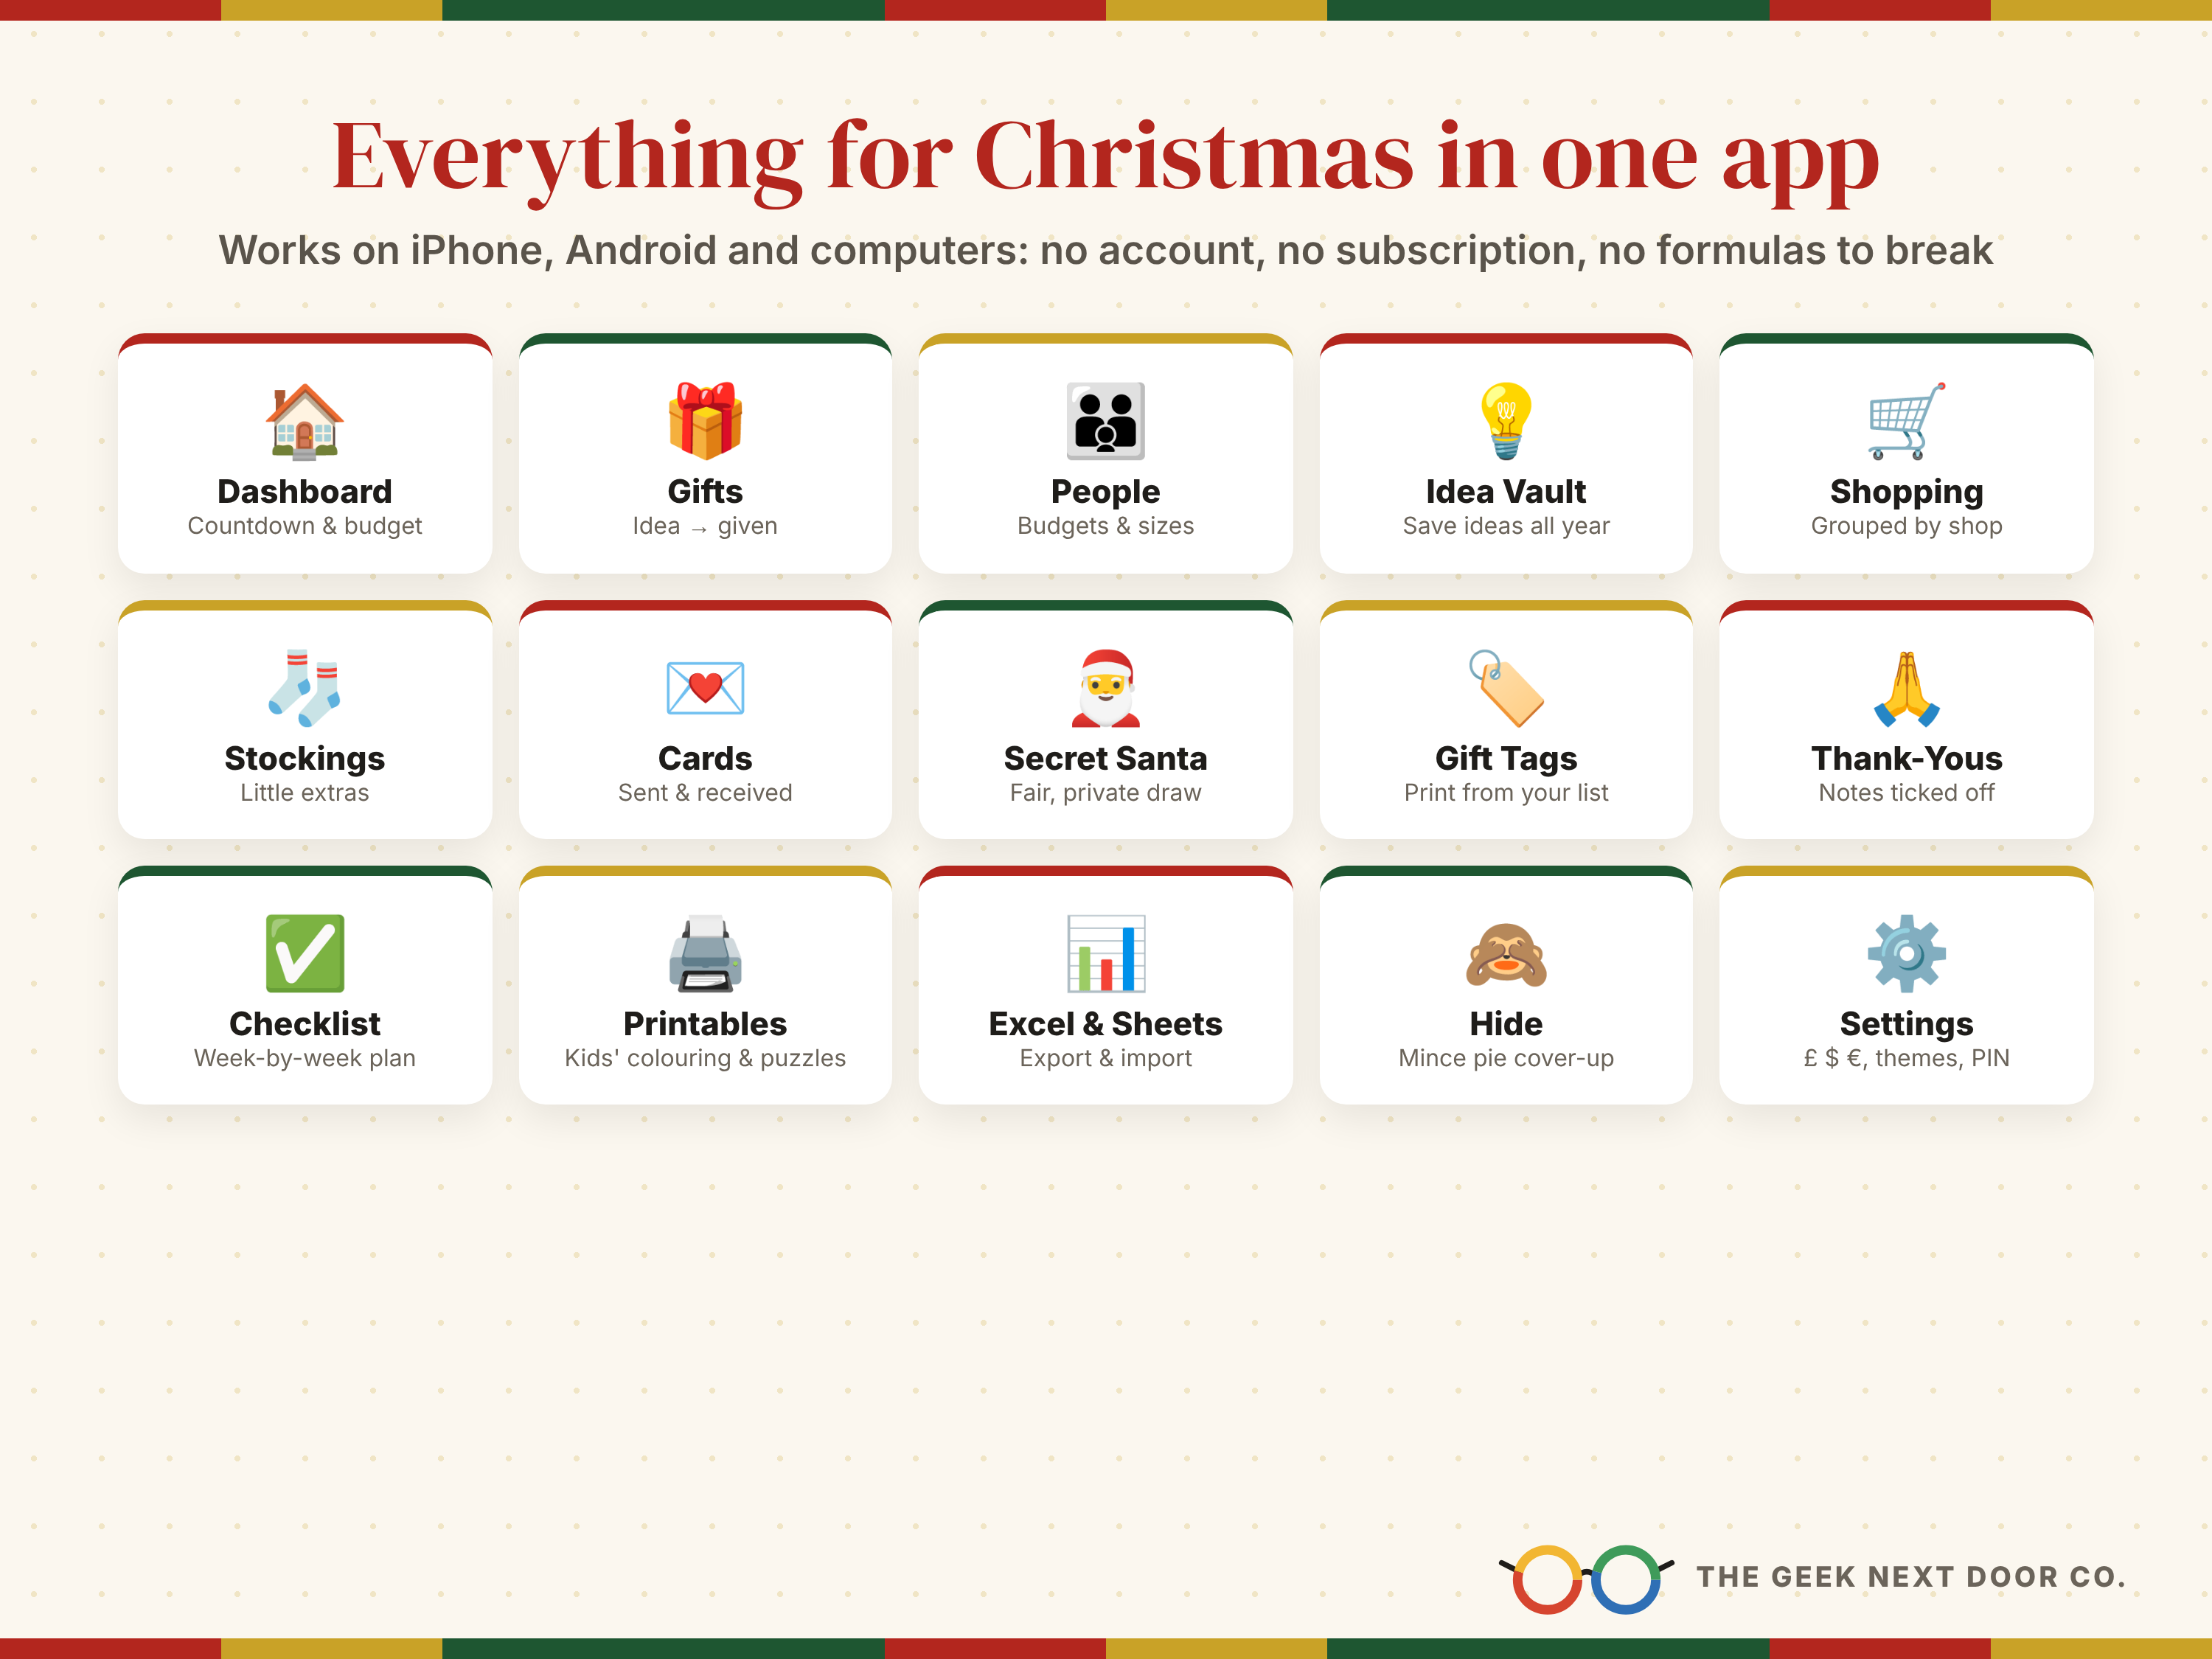 Everything for Christmas in one app
Works on iPhone, Android and computers: no account, no subscription, no formulas to break
Dashboard
Countdown & budget
Gifts
Idea → given
People
Budgets & sizes
Idea Vault
Save ideas all year
Shopping
Grouped by shop
Stockings
Little extras
Cards
Sent & received
Secret Santa
Fair, private draw
Gift Tags
Print from your list
Thank-Yous
Notes ticked off
Checklist
Week-by-week plan
Printables
Kids' colouring & puzzles
Excel & Sheets
Export & import
Hide
Mince pie cover-up
Settings
£ $ €, themes, PIN
THE GEEK NEXT DOOR CO.